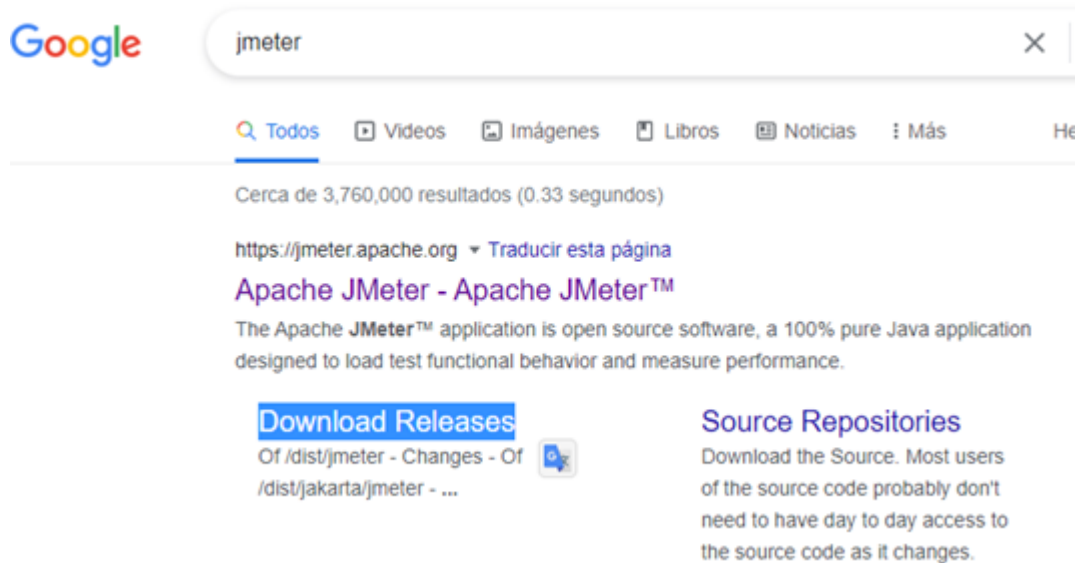 Google
jmeter
Todos Videos Imágenes Libros Noticias Más He
Cerca de 3,760,000 resultados (0.33 segundos)
https://jmeter.apache.org Traducir esta página
Apache JMeter - Apache JMeter™
The Apache JMeter™ application is open source software, a 100% pure Java application
designed to load test functional behavior and measure performance.
Download Releases
Of /dist/jmeter - Changes - Of
/dist/jakarta/jmeter - ...
Source Repositories
Download the Source. Most users
of the source code probably don't
need to have day to day access to
the source code as it changes.